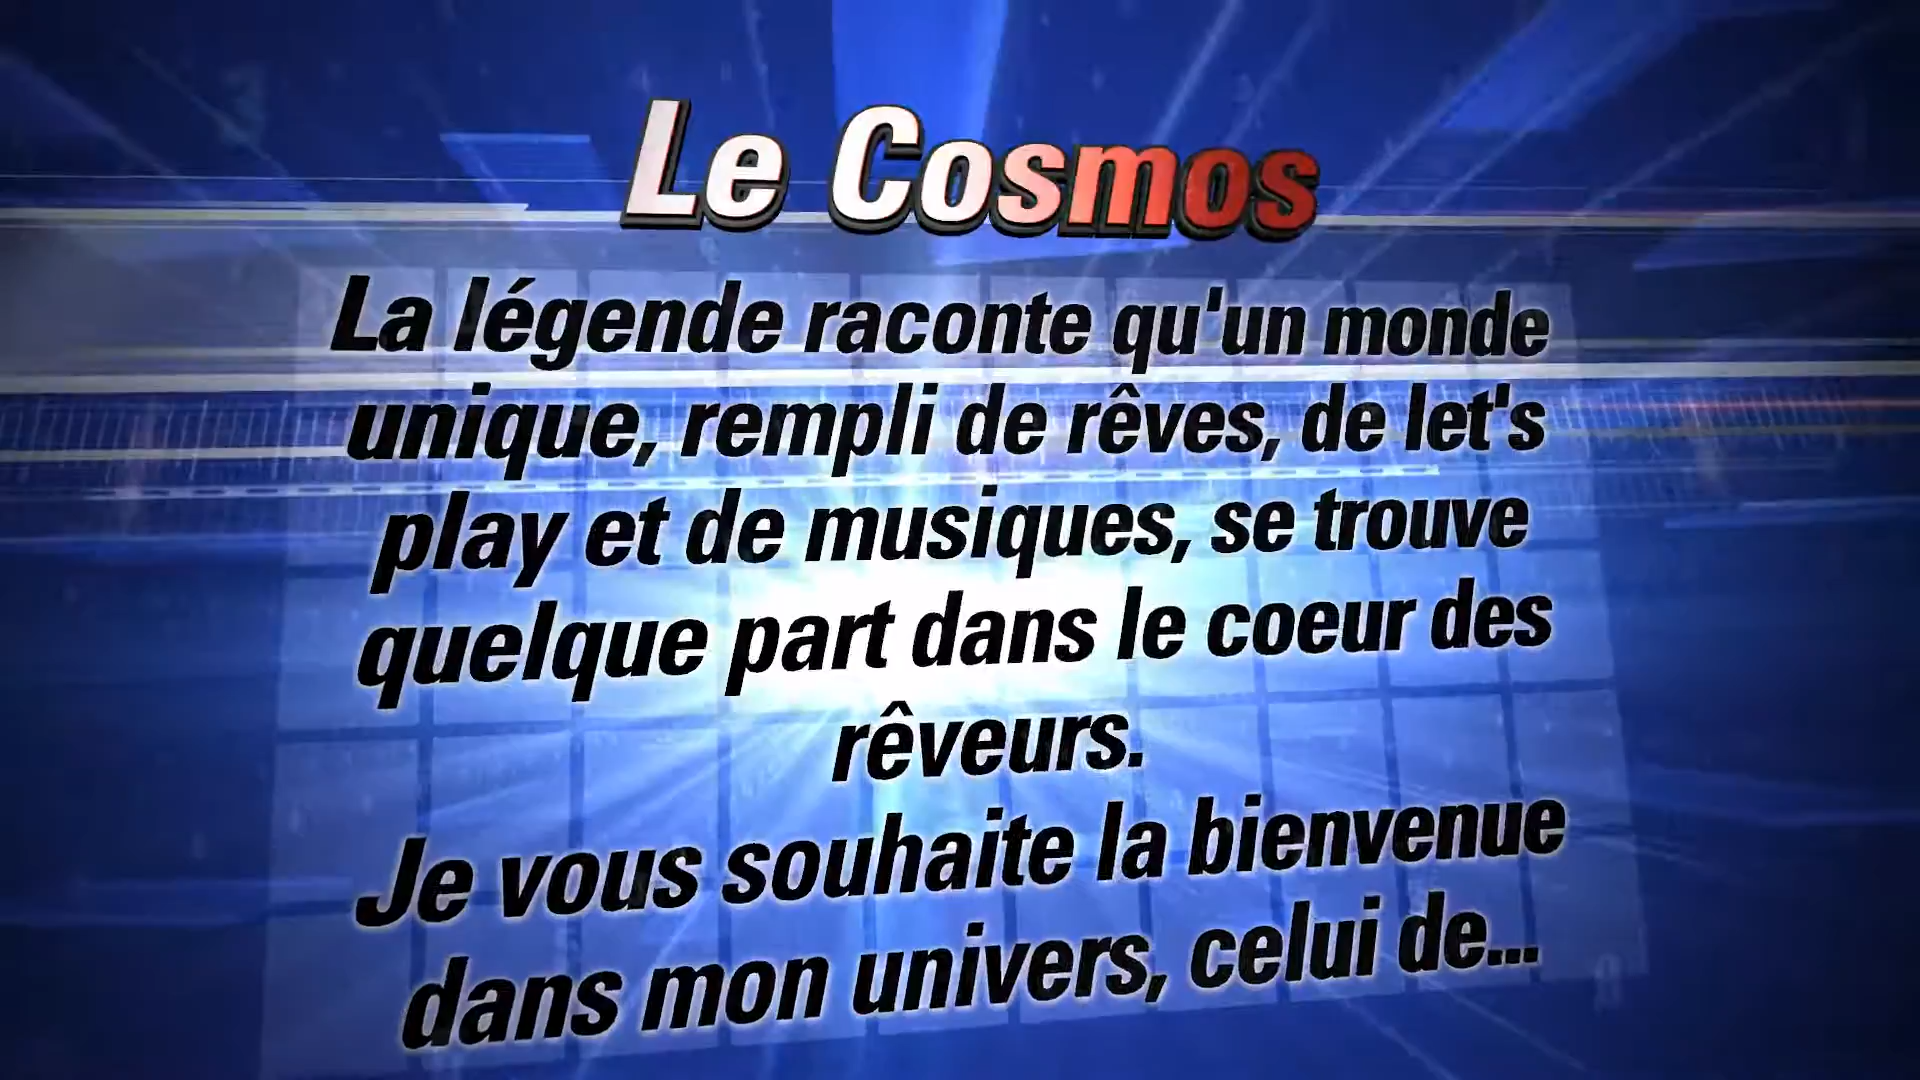 Le Cosmos
La légende raconte qu'un monde
unique, rempli de rêves, de let's
play et de musiques, se trouve
quelque part dans le coeur des
rêveurs.
Je vous souhaite la bienvenue
dans mon univers, celui de...